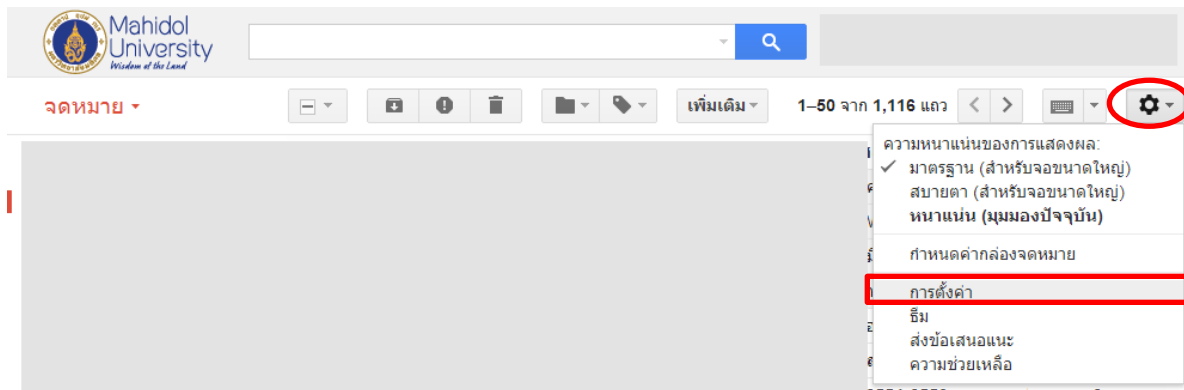 Mahidol
University
Wisdom of the Land
จดหมาย
เพิ่มเติม
1–50 จาก 1,116 แถว
ความหนาแน่นของการแสดงผล:
มาตรฐาน (สำหรับจอขนาดใหญ่)
สบายตา (สำหรับจอขนาดใหญ่)
หนาแน่น (มุมมองปัจจุบัน)
กำหนดค่ากล่องจดหมาย
การตั้งค่า
ธีม
ส่งข้อเสนอแนะ
ความช่วยเหลือ